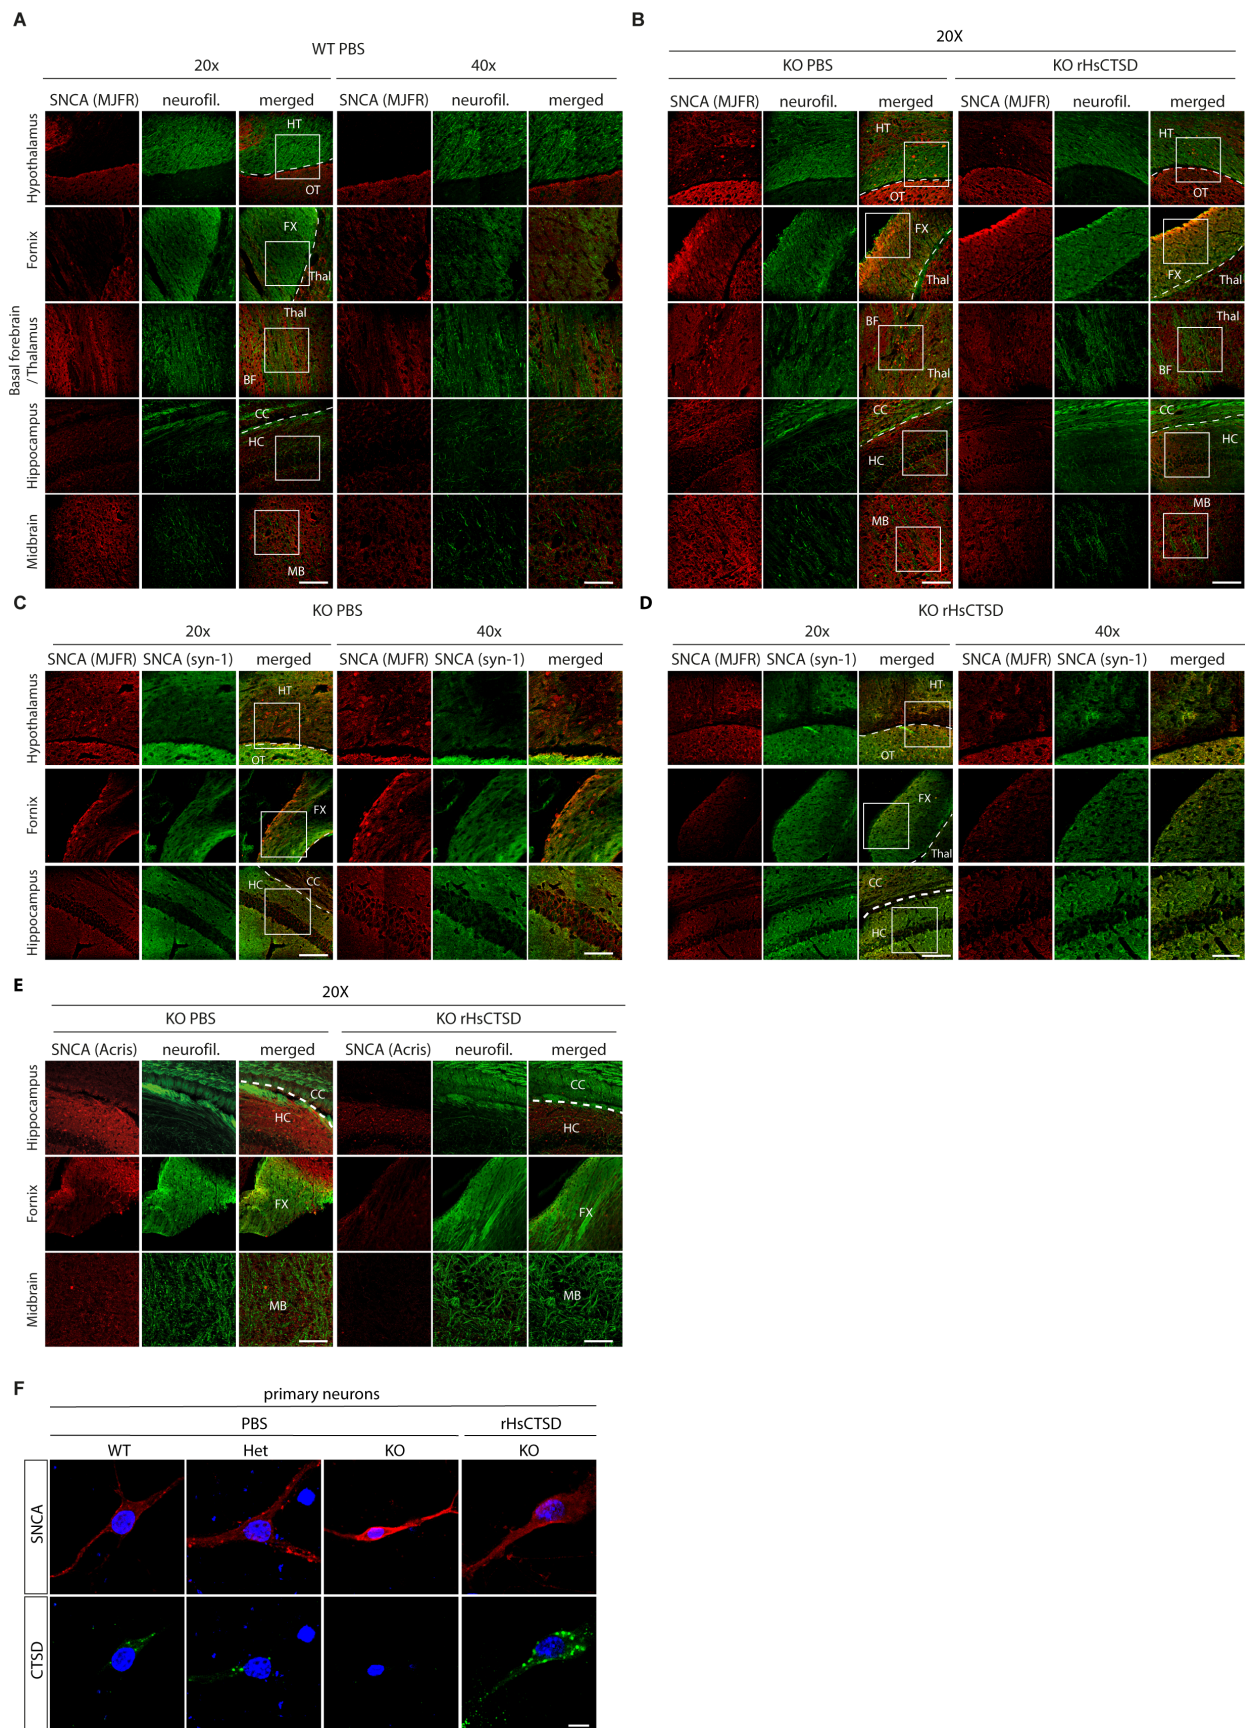 A
WT PBS
20x 40x
SNCA (MJFR) neurofil. merged SNCA (MJFR) neurofil. merged
Hypothalamus
HT
OT
Fornix
FX
Thal
Basal forebrain
/ Thalamus
Thal
BF
Hippocampus
CC
HC
Midbrain
MB
B
20X
KO PBS KO rHsCTSD
SNCA (MJFR) neurofil. merged SNCA (MJFR) neurofil. merged
HT HT
OT OT
FX FX
Thal Thal
BF Thal
Thal BF
CC CC
HC HC
MB MB
C
KO PBS
20x 40x
SNCA (MJFR) SNCA (syn-1) merged SNCA (MJFR) SNCA (syn-1) merged
Hypothalamus
HT
OT
Fornix
FX
Hippocampus
HC CC
D
KO rHsCTSD
20x 40x
SNCA (MJFR) SNCA (syn-1) merged SNCA (MJFR) SNCA (syn-1) merged
HT
OT
FX
Thal
CC
HC
E
20X
KO PBS KO rHsCTSD
SNCA (Acris) neurofil. merged SNCA (Acris) neurofil. merged
Hippocampus
CC CC
HC HC
Fornix
FX FX
Midbrain
MB MB
F
primary neurons
PBS rHsCTSD
WT Het KO KO
SNCA
CTSD